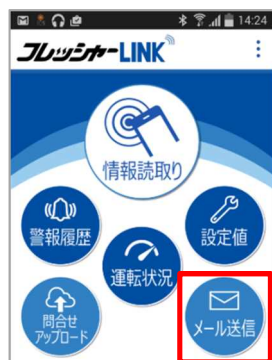 14:24
フレッシャーLINK
情報読取り
警報履歴
設定値
運転状況
問合せ
アップロード
メール送信